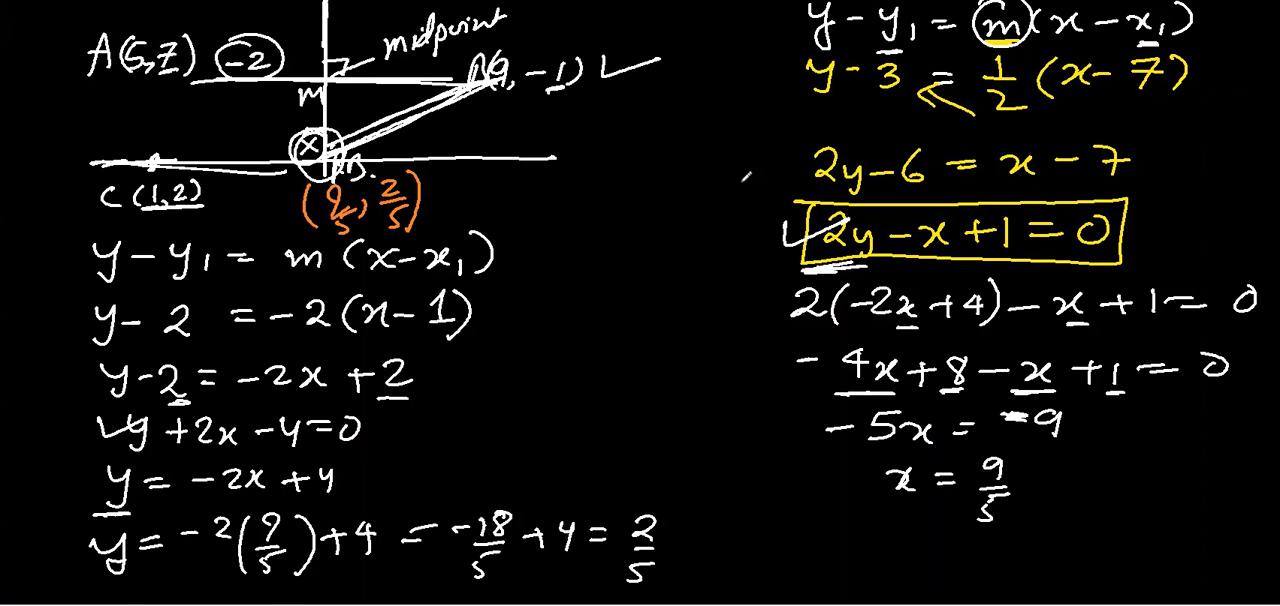 A(5,7) -2
midpoint
(9, -1)
m
X
B.
C (1,2)
(9/5, 2/5)
y - y₁ = m (x - x₁)
y - 2 = -2(x - 1)
y - 2 = -2x + 2
y + 2x - 4 = 0
y = -2x + 4
y = -2(9/5) + 4 = -18/5 + 4 = 2/5
y - y₁ = m(x - x₁)
y - 3 = 1/2 (x - 7)
2y - 6 = x - 7
2y - x + 1 = 0
2(-2x + 4) - x + 1 = 0
-4x + 8 - x + 1 = 0
-5x = -9
x = 9/5